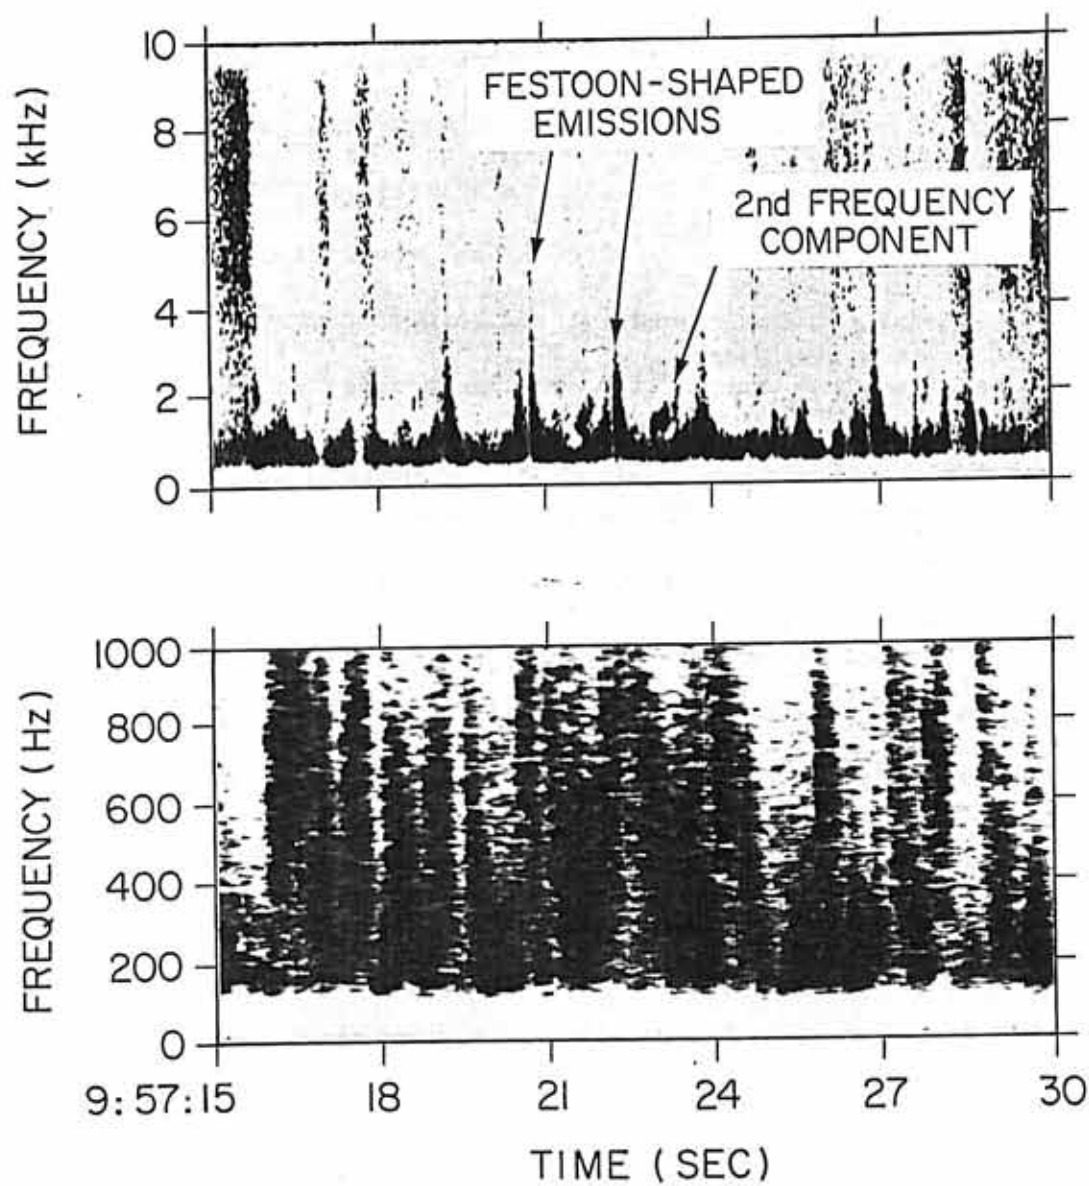 FREQUENCY (kHz)
10
8
6
4
2
0
FESTOON-SHAPED
EMISSIONS
2nd FREQUENCY
COMPONENT
FREQUENCY (Hz)
1000
800
600
400
200
0
9:57:15 18 21 24 27 30
TIME (SEC)